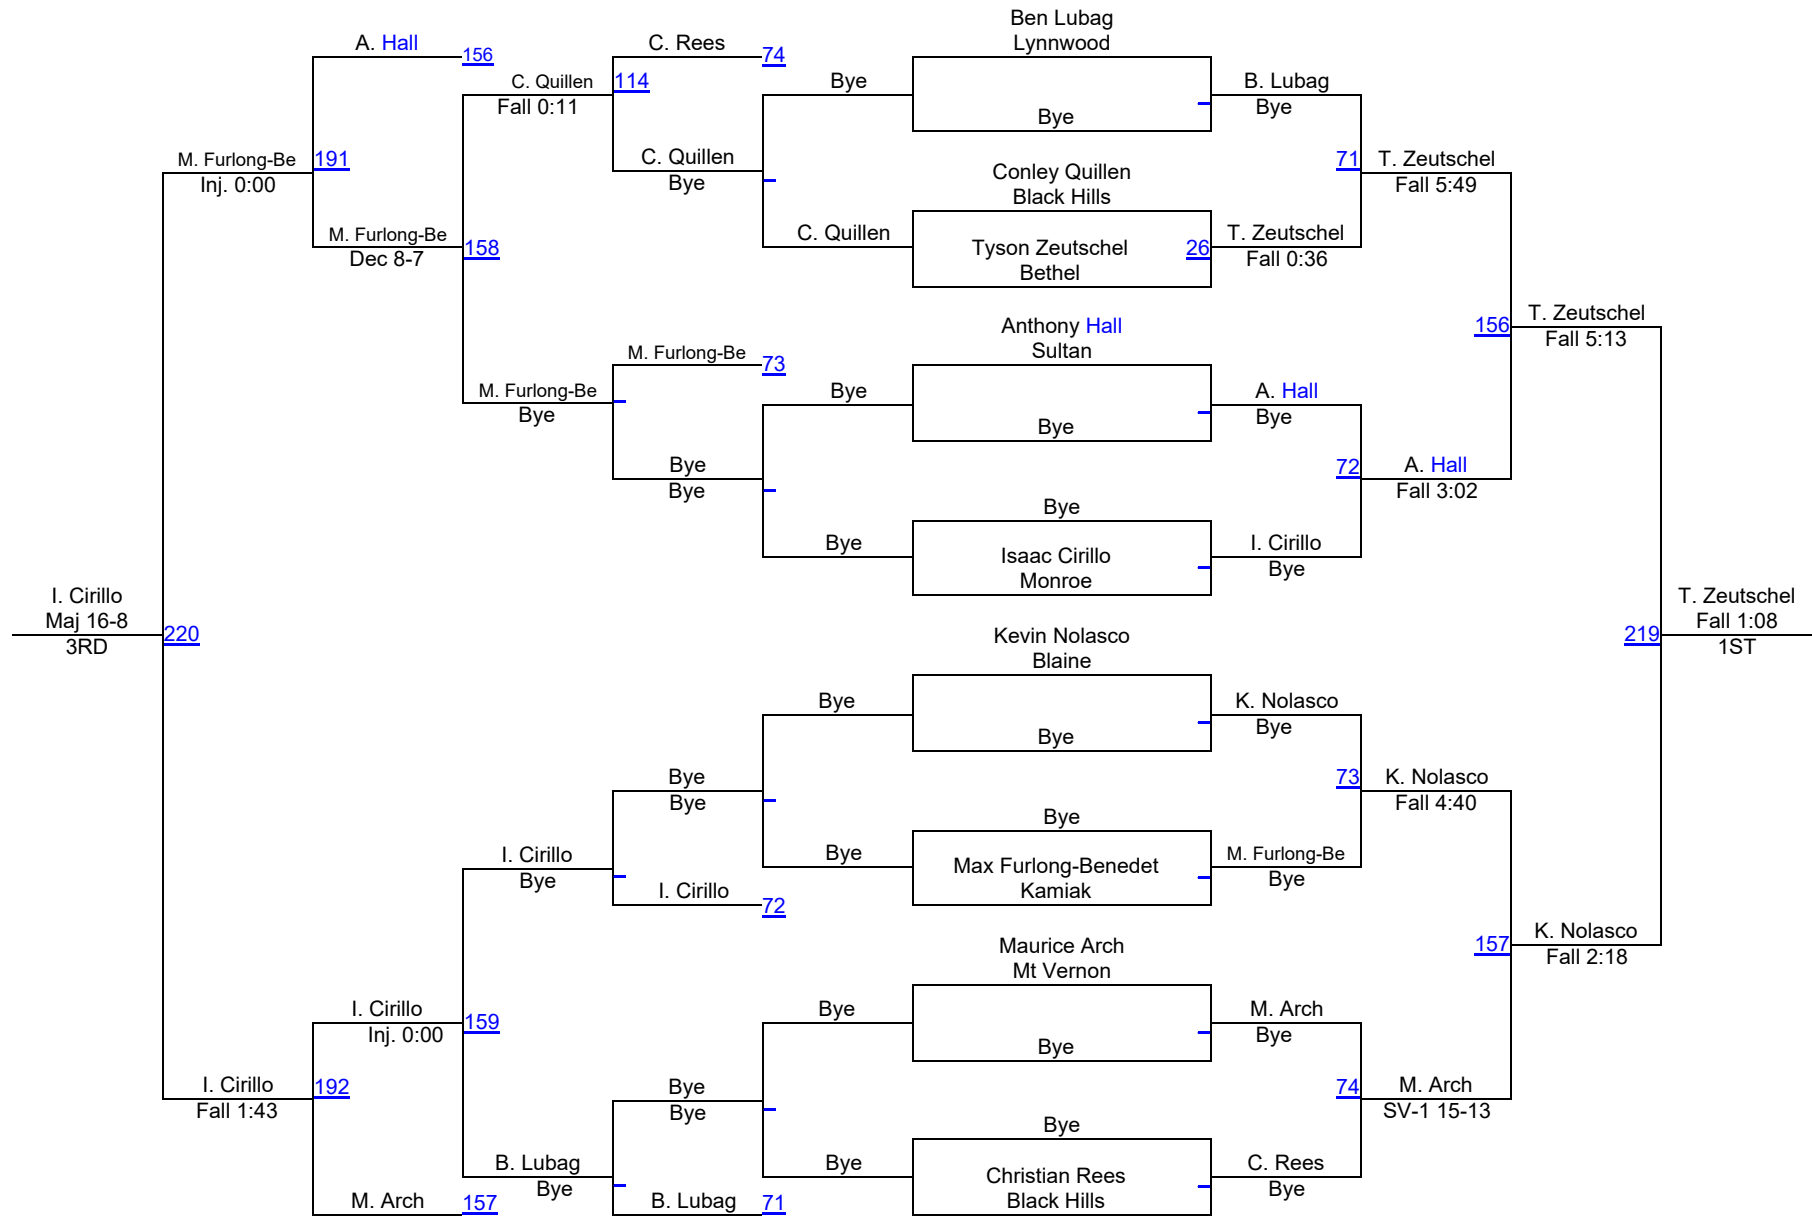 Ben Lubag
Lynnwood
A. Hall
156
C. Rees
74
C. Quillen
Fall 0:11
114
Bye
Bye
B. Lubag
Bye
M. Furlong-Be
Inj. 0:00
191
C. Quillen
Bye
Conley Quillen
Black Hills
71
T. Zeutschel
Fall 5:49
M. Furlong-Be
Dec 8-7
158
C. Quillen
Tyson Zeutschel
Bethel
26
T. Zeutschel
Fall 0:36
Anthony Hall
Sultan
156
T. Zeutschel
Fall 5:13
M. Furlong-Be
73
M. Furlong-Be
Bye
Bye
Bye
A. Hall
Bye
Bye
Bye
72
A. Hall
Fall 3:02
Bye
Bye
Isaac Cirillo
Monroe
I. Cirillo
Bye
I. Cirillo
Maj 16-8
3RD
220
Kevin Nolasco
Blaine
219
T. Zeutschel
Fall 1:08
1ST
Bye
Bye
K. Nolasco
Bye
Bye
Bye
73
K. Nolasco
Fall 4:40
Bye
I. Cirillo
Bye
Bye
Max Furlong-Benedet
Kamiak
M. Furlong-Be
Bye
I. Cirillo
72
Maurice Arch
Mt Vernon
157
K. Nolasco
Fall 2:18
I. Cirillo
Inj. 0:00
159
Bye
Bye
M. Arch
Bye
I. Cirillo
Fall 1:43
192
Bye
Bye
74
M. Arch
SV-1 15-13
Bye
B. Lubag
Bye
Bye
Christian Rees
Black Hills
C. Rees
Bye
M. Arch
157
B. Lubag
71